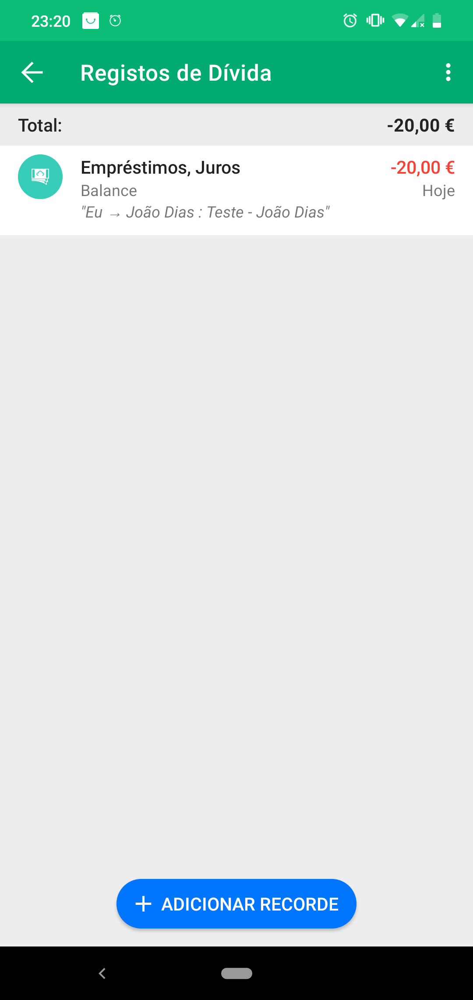 23:20
Registos de Dívida
Total: -20,00 €
Empréstimos, Juros -20,00 €
Balance Hoje
"Eu → João Dias : Teste - João Dias"
+ ADICIONAR RECORDE